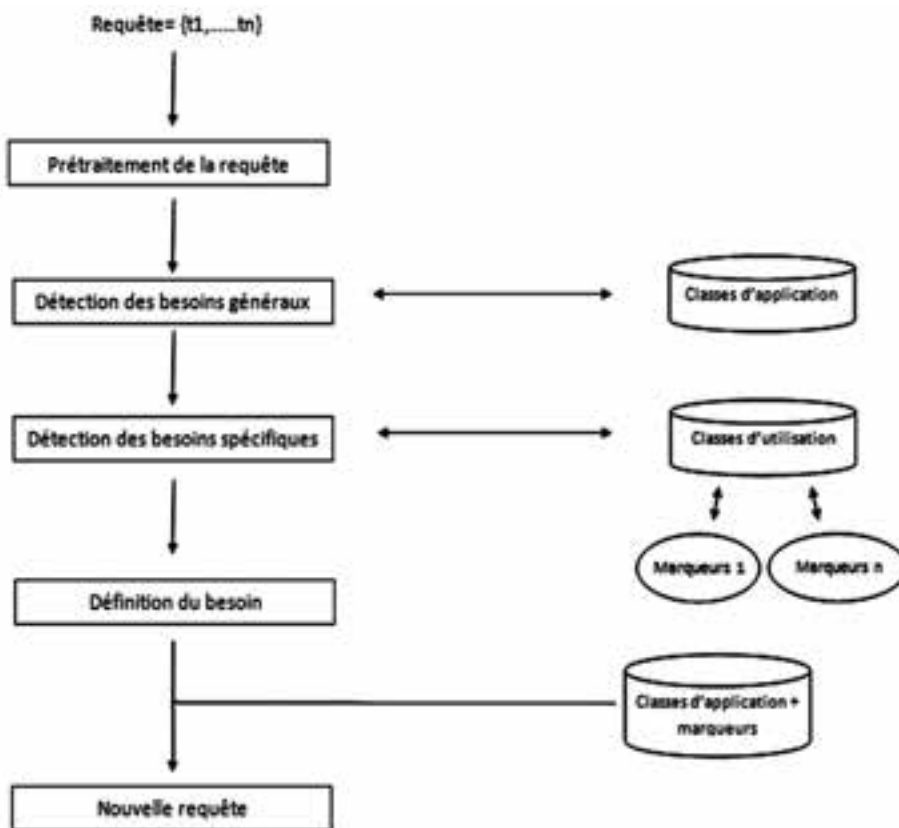 Requête= {t1,.....tn}
Prétraitement de la requête
Détection des besoins généraux
Classes d'application
Détection des besoins spécifiques
Classes d'utilisation
Marqueurs 1
Marqueurs n
Définition du besoin
Classes d'application +
marqueurs
Nouvelle requête